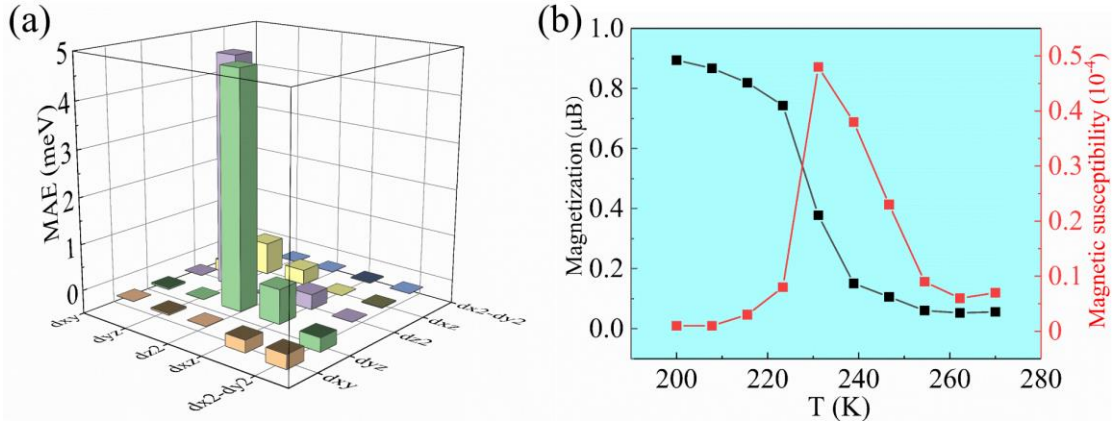 (a)
5
4
3
2
1
0
MAE (meV)
dxy
dyz
dz2
dxz
dx2-dy2
dxy
dyz
dz2
dxz
dx2-dy2
(b)
1.0
0.8
0.6
0.4
0.2
0.0
Magnetization(μB)
200 220 240 260 280
T (K)
0.5
0.4
0.3
0.2
0.1
0
Magnetic susceptibility (10-4)